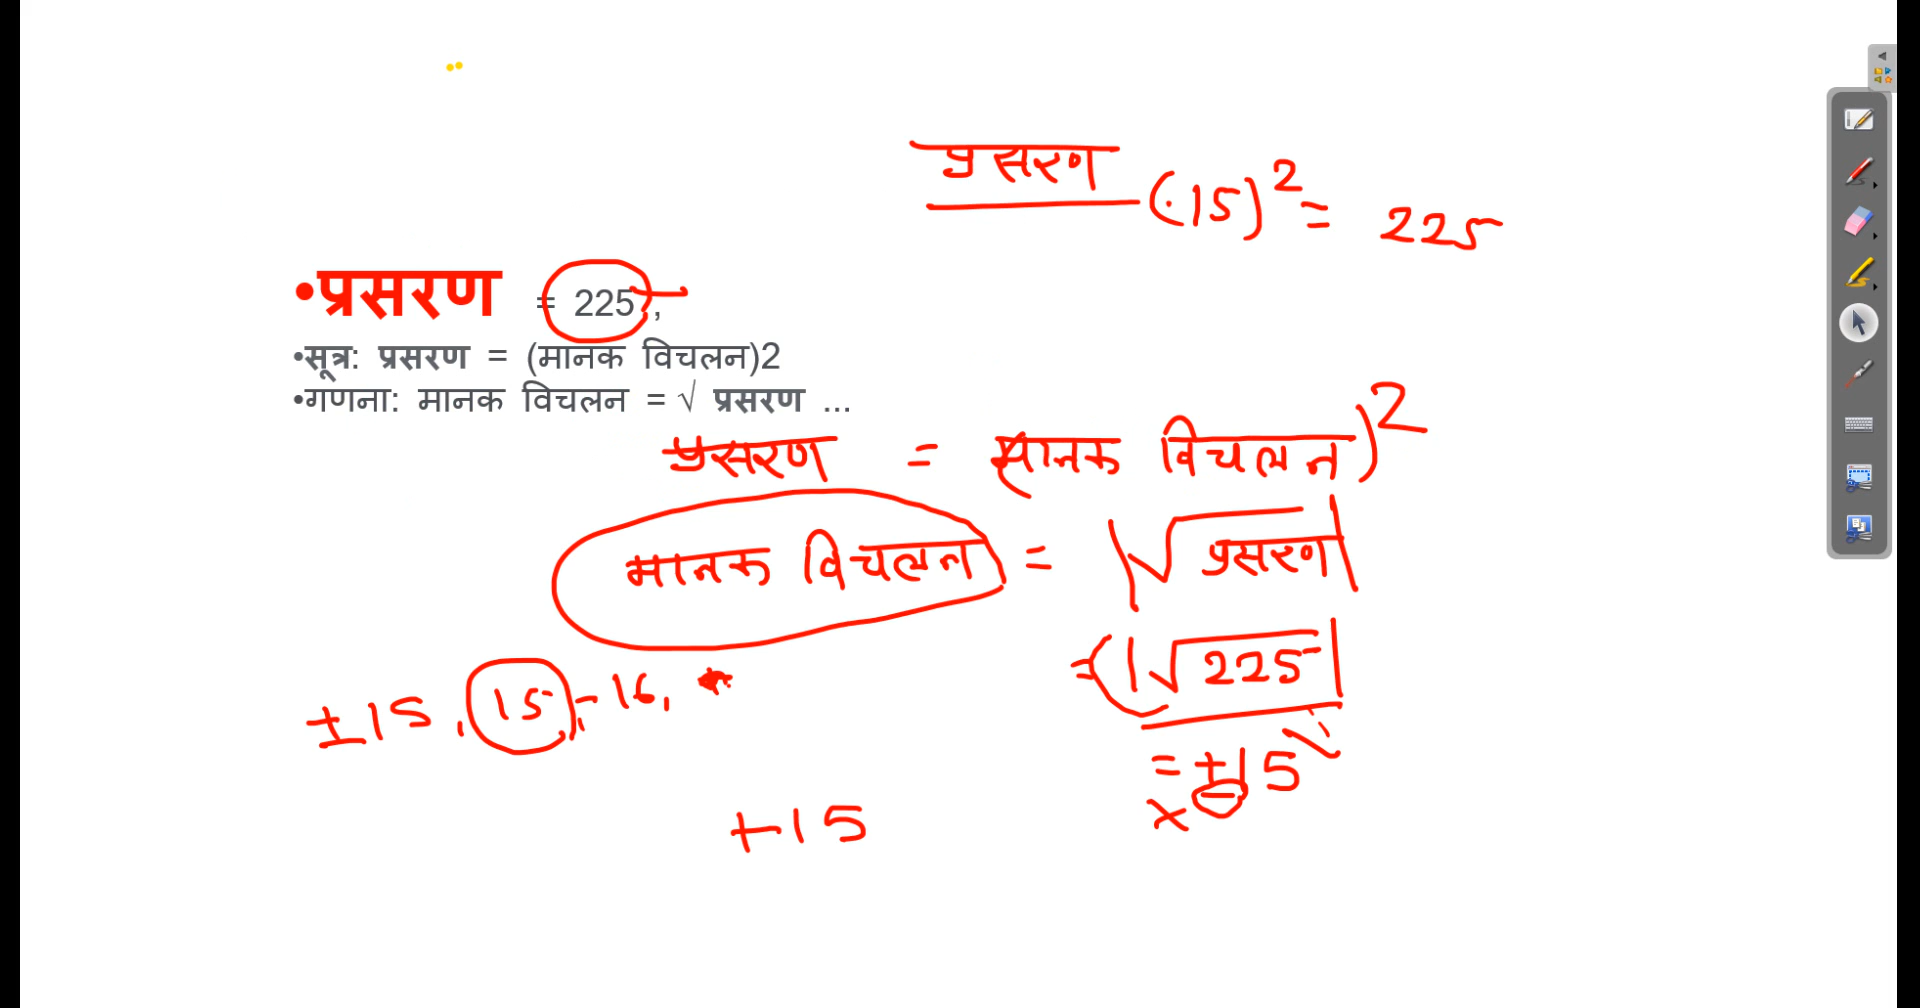 प्रसरण (-15)² = 225
•प्रसरण = 225 ,
•सूत्र: प्रसरण = (मानक विचलन)2
•गणना: मानक विचलन = √ प्रसरण ...
प्रसरण = (मानक विचलन)²
मानक विचलन = |√प्रसरण|
= (|√225|
±15, 15, -16,
= ±15
×
+15